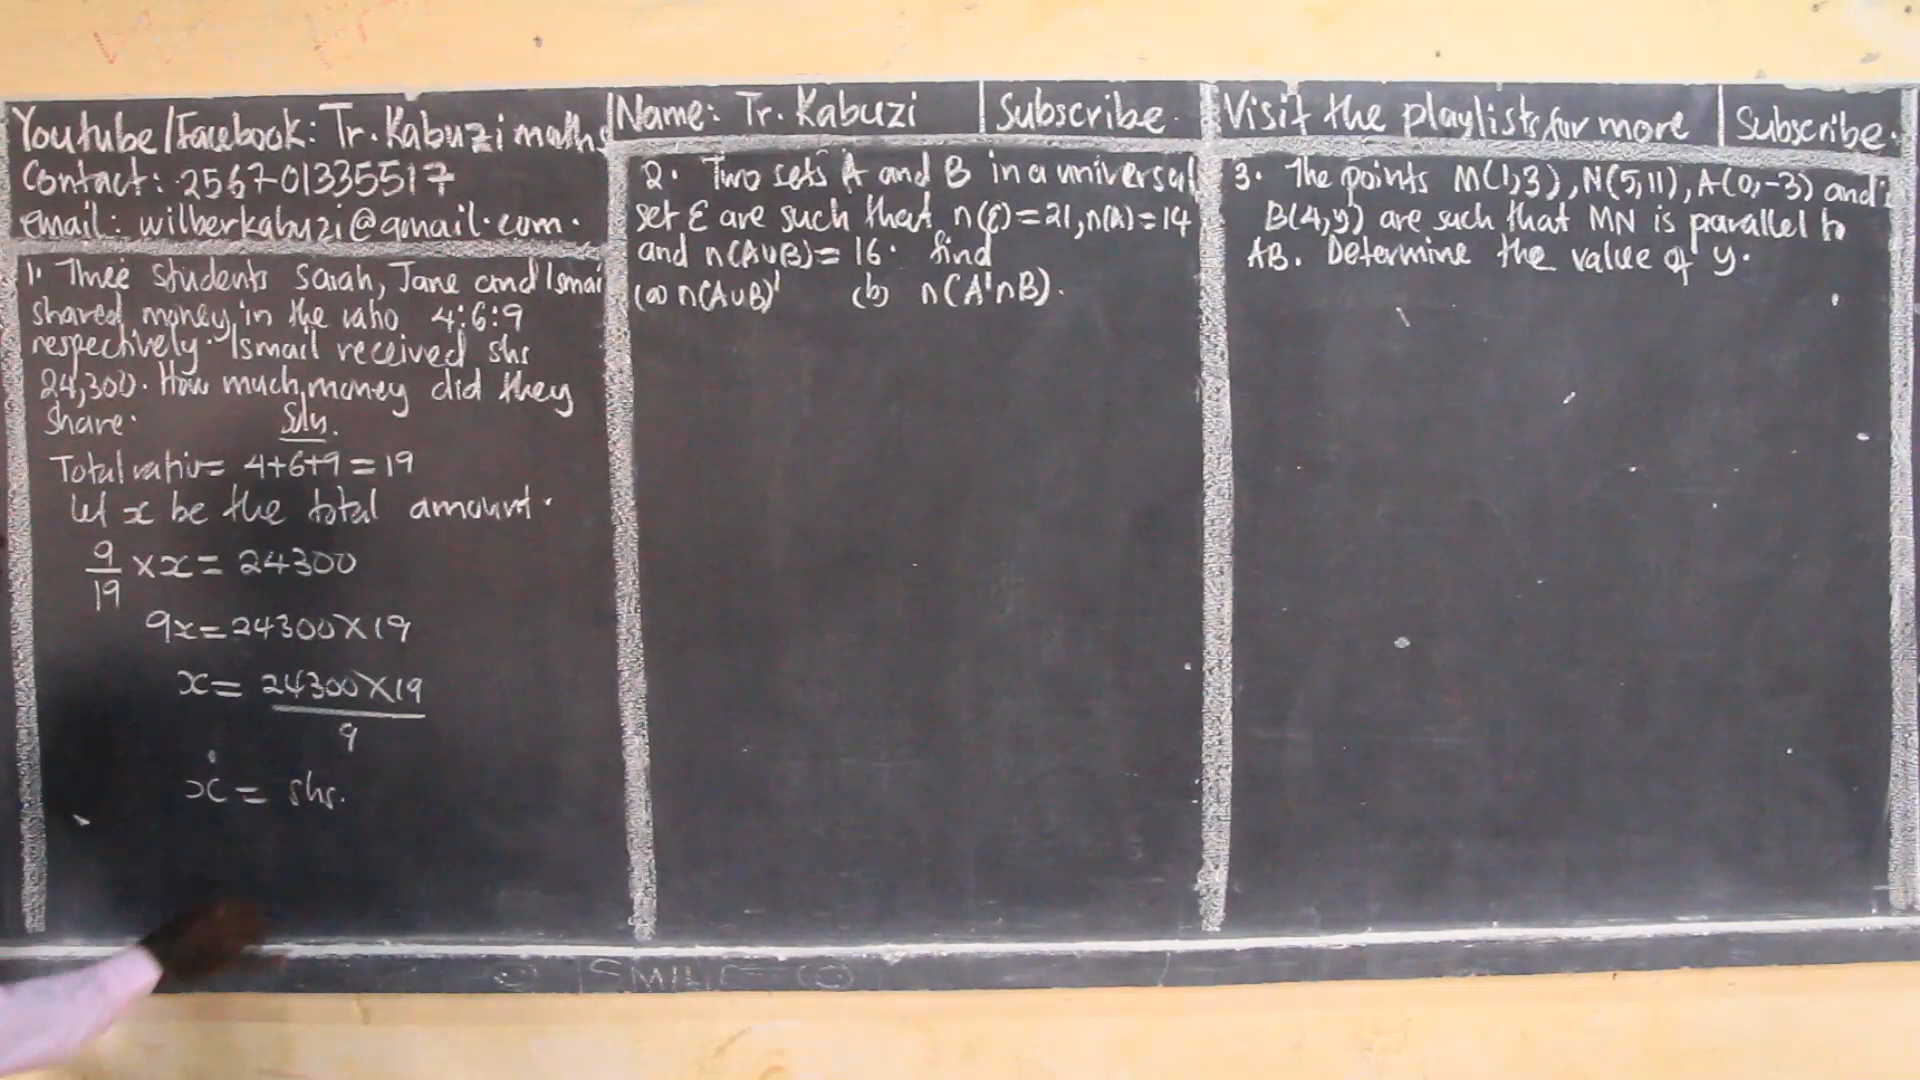 Youtube/Facebook: Tr. Kabuzi maths
Contact: 256701335517
email: wilberkabuzi@gmail.com.
Name: Tr. Kabuzi | Subscribe.
Visit the playlists for more | Subscribe.
1. Three students Sarah, Jane and Ismai
shared money in the ratio 4:6:9
respectively. Ismail received shs
24,300. How much money did they
share.
Soln.
Total ratio = 4+6+9 = 19
Let x be the total amount.
9/19 × x = 24300
9x = 24300 × 19
x = 24300 × 19
9
x = shs.
2. Two sets A and B in a universal
set ε are such that n(ε) = 21, n(A) = 14
and n(A∪B) = 16. find
(a) n(A∪B)' (b) n(A'∩B).
3. The points M(1,3), N(5,11), A(0,-3) and
B(4,y) are such that MN is parallel to
AB. Determine the value of y.
SMILE